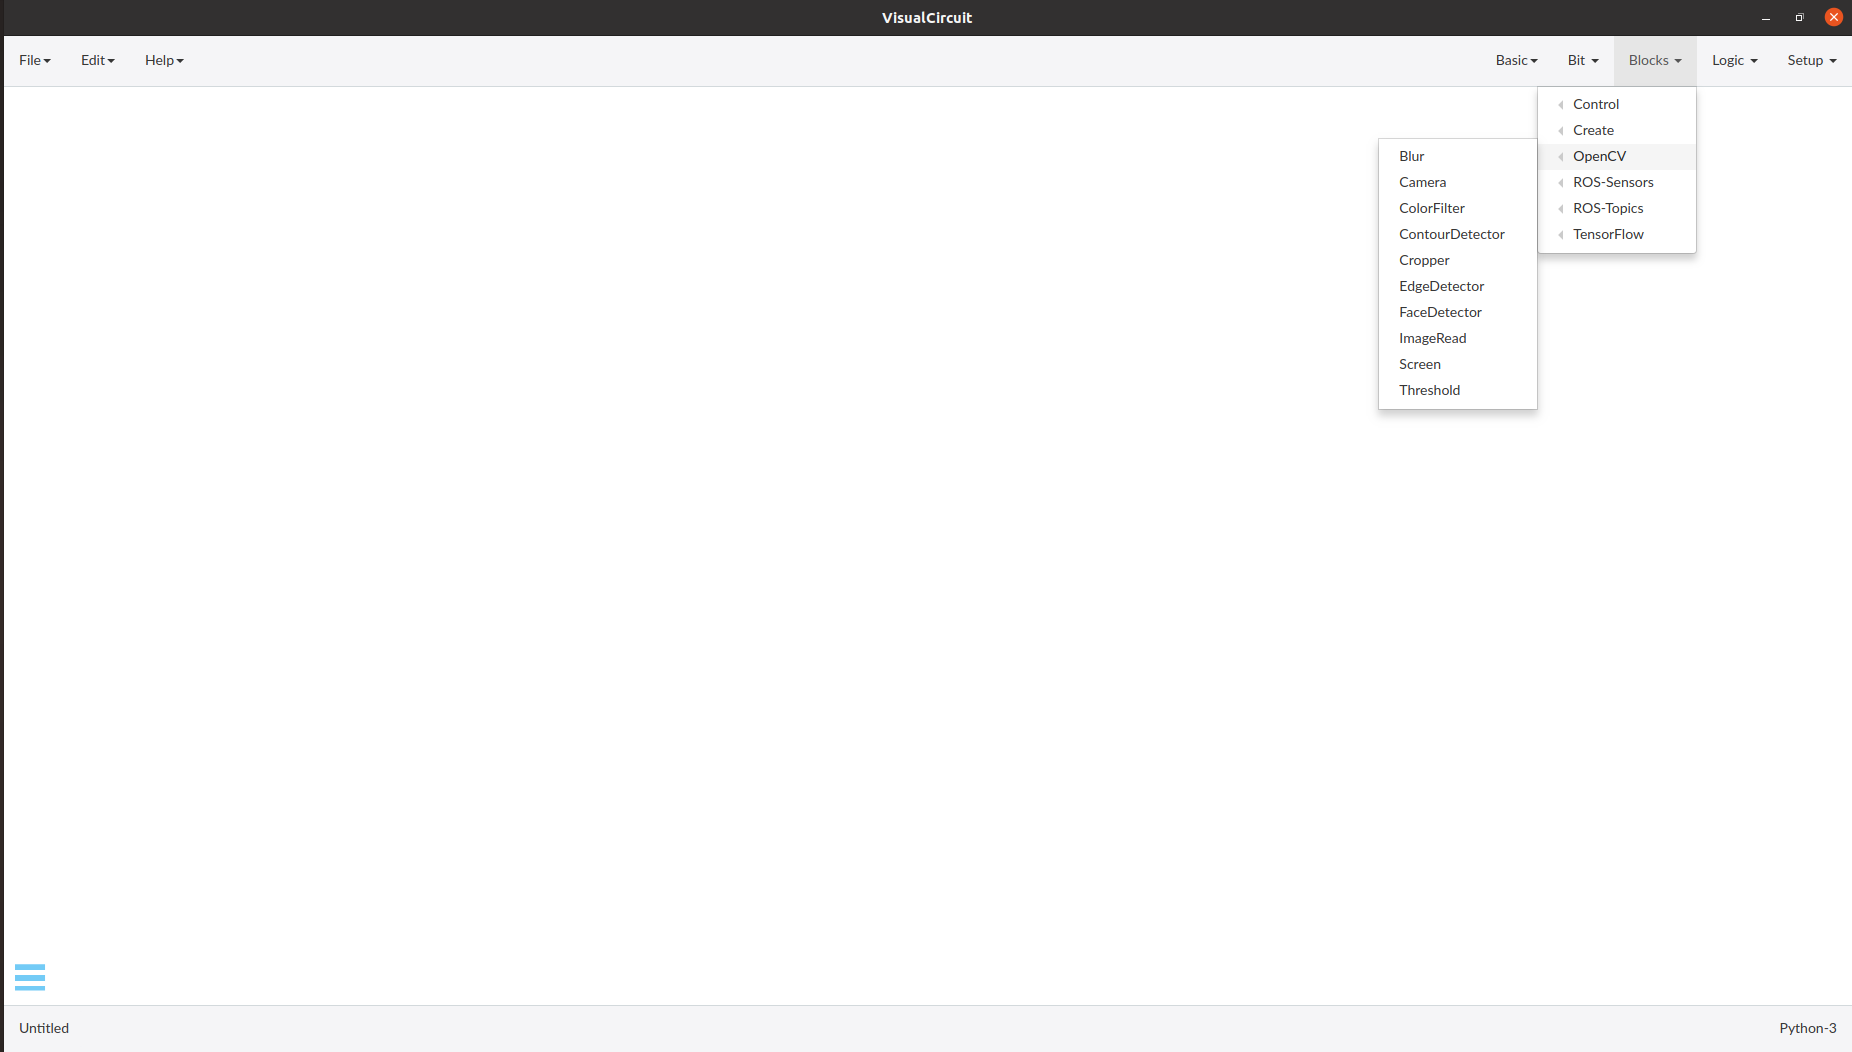 VisualCircuit
File Edit Help Basic Bit Blocks Logic Setup
Control
Create
OpenCV
ROS-Sensors
ROS-Topics
TensorFlow
Blur
Camera
ColorFilter
ContourDetector
Cropper
EdgeDetector
FaceDetector
ImageRead
Screen
Threshold
Untitled Python-3